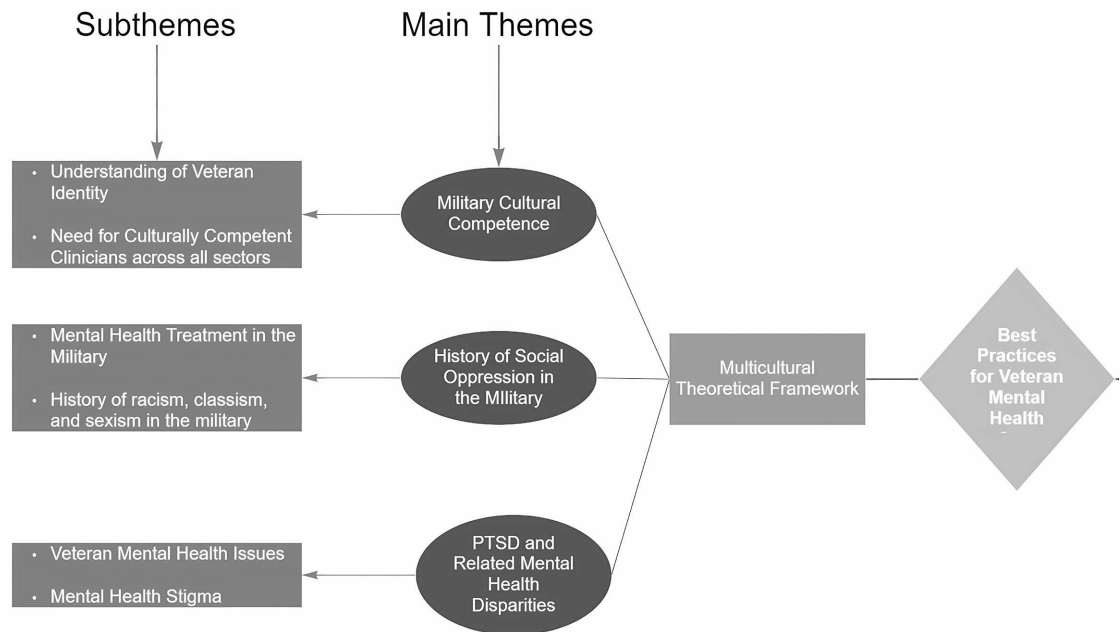 Subthemes
Main Themes
• Understanding of Veteran
Identity
• Need for Culturally Competent
Clinicians across all sectors
Military Cultural
Competence
• Mental Health Treatment in the
Military
• History of racism, classism,
and sexism in the military
History of Social
Oppression in
the MIlitary
Multicultural
Theoretical Framework
Best
Practices
for Veteran
Mental
Health
• Veteran Mental Health Issues
• Mental Health Stigma
PTSD and
Related Mental
Health
Disparities